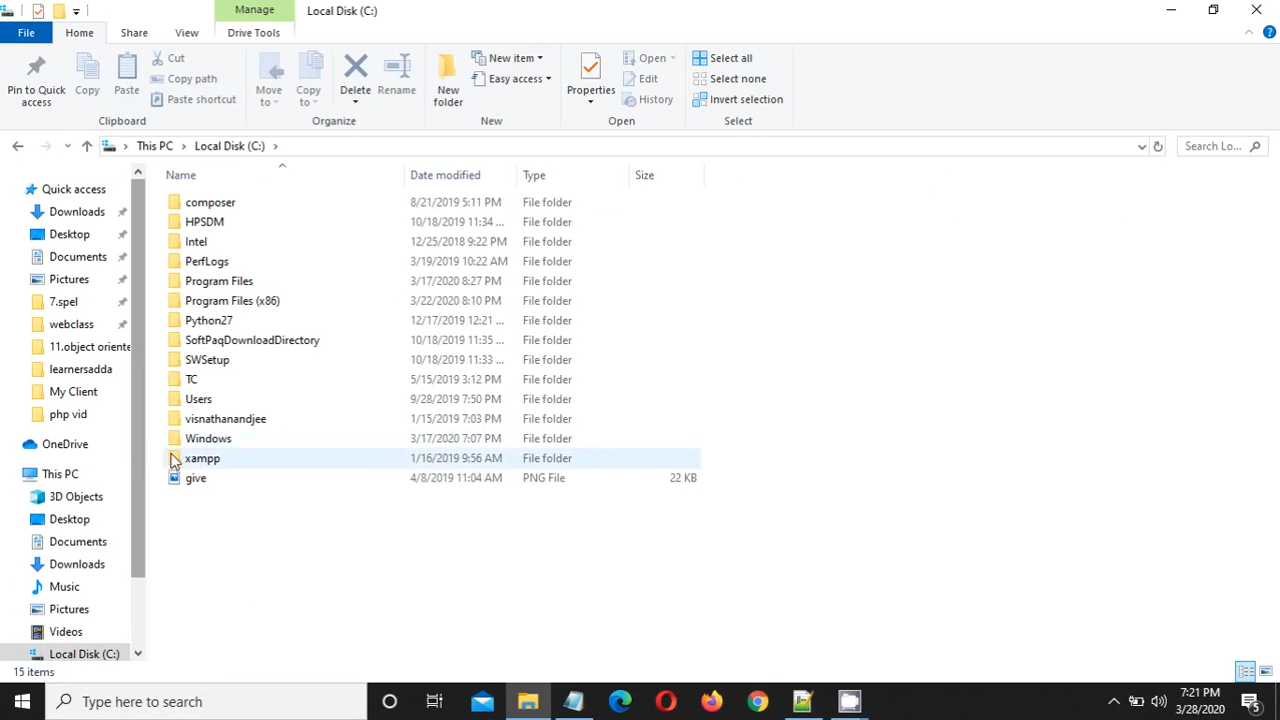 Manage
Local Disk (C:)
File
Home
Share
View
Drive Tools
Pin to Quick access
Copy
Paste
Cut
Copy path
Paste shortcut
Clipboard
Move to
Copy to
Delete
Rename
Organize
New folder
New item
Easy access
New
Properties
Open
Edit
History
Open
Select all
Select none
Invert selection
Select
This PC
Local Disk (C:)
Search Lo...
Name
Date modified
Type
Size
composer 8/21/2019 5:11 PM File folder
HPSDM 10/18/2019 11:34 ... File folder
Intel 12/25/2018 9:22 PM File folder
PerfLogs 3/19/2019 10:22 AM File folder
Program Files 3/17/2020 8:27 PM File folder
Program Files (x86) 3/22/2020 8:10 PM File folder
Python27 12/17/2019 12:21 ... File folder
SoftPaqDownloadDirectory 10/18/2019 11:35 ... File folder
SWSetup 10/18/2019 11:33 ... File folder
TC 5/15/2019 3:12 PM File folder
Users 9/28/2019 7:50 PM File folder
visnathanandjee 1/15/2019 7:03 PM File folder
Windows 3/17/2020 7:07 PM File folder
xampp 1/16/2019 9:56 AM File folder
give 4/8/2019 11:04 AM PNG File 22 KB
Quick access
Downloads
Desktop
Documents
Pictures
7.spel
webclass
11.object oriente
learnersadda
My Client
php vid
OneDrive
This PC
3D Objects
Desktop
Documents
Downloads
Music
Pictures
Videos
Local Disk (C:)
15 items
Type here to search
7:21 PM
3/28/2020
5